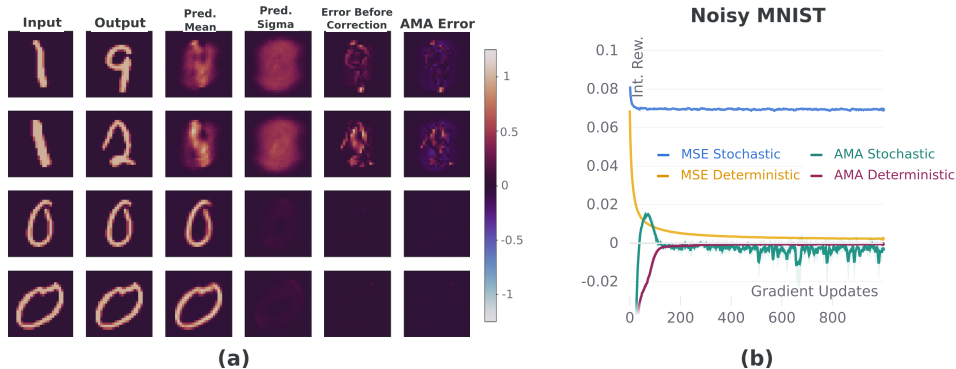 Input
Output
Pred.
Mean
Pred.
Sigma
Error Before
Correction
AMA Error
1
0.5
0
-0.5
-1
(a)
Noisy MNIST
Int. Rew.
0.1
0.08
0.06
0.04
0.02
0
-0.02
MSE Stochastic
MSE Deterministic
AMA Stochastic
AMA Deterministic
Gradient Updates
0 200 400 600 800
(b)